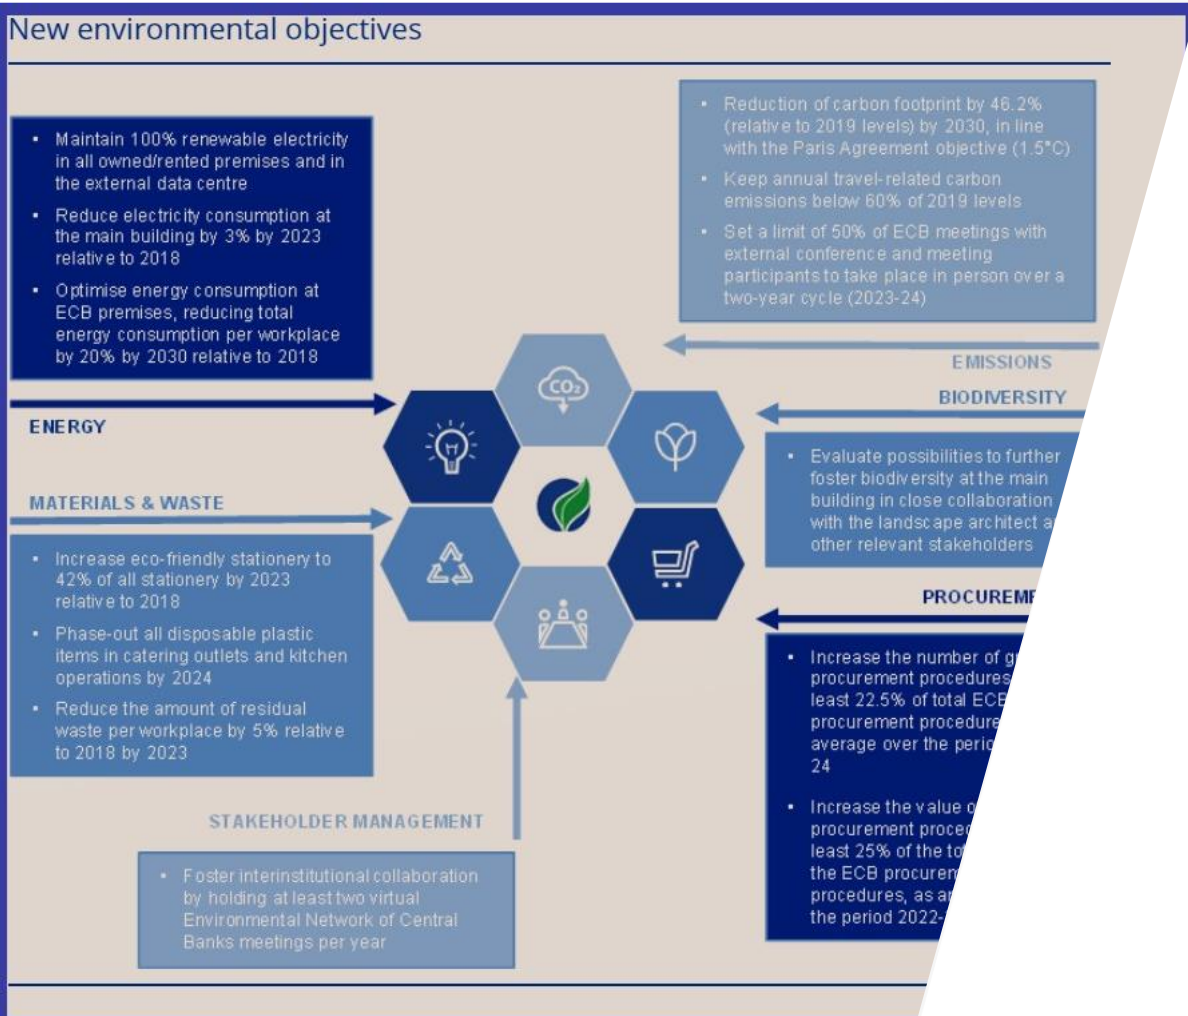 New environmental objectives
• Maintain 100% renewable electricity
in all owned/rented premises and in
the external data centre
• Reduce electricity consumption at
the main building by 3% by 2023
relative to 2018
• Optimise energy consumption at
ECB premises, reducing total
energy consumption per workplace
by 20% by 2030 relative to 2018
ENERGY
MATERIALS & WASTE
• Increase eco-friendly stationery to
42% of all stationery by 2023
relative to 2018
• Phase-out all disposable plastic
items in catering outlets and kitchen
operations by 2024
• Reduce the amount of residual
waste per workplace by 5% relative
to 2018 by 2023
STAKEHOLDER MANAGEMENT
• Foster interinstitutional collaboration
by holding at least two virtual
Environmental Network of Central
Banks meetings per year
CO2
• Reduction of carbon footprint by 46.2%
(relative to 2019 levels) by 2030, in line
with the Paris Agreement objective (1.5°C)
• Keep annual travel-related carbon
emissions below 60% of 2019 levels
• Set a limit of 50% of ECB meetings with
external conference and meeting
participants to take place in person over a
two-year cycle (2023-24)
EMISSIONS
BIODIVERSITY
• Evaluate possibilities to further
foster biodiversity at the main
building in close collaboration
with the landscape architect
other relevant stakeholders
• Increase the number of
procurement procedures
least 22.5% of total ECB
procurement
average over the
24
• Increase the value
procurement
least 25% of the
the ECB
procedures, as
the period 2022-